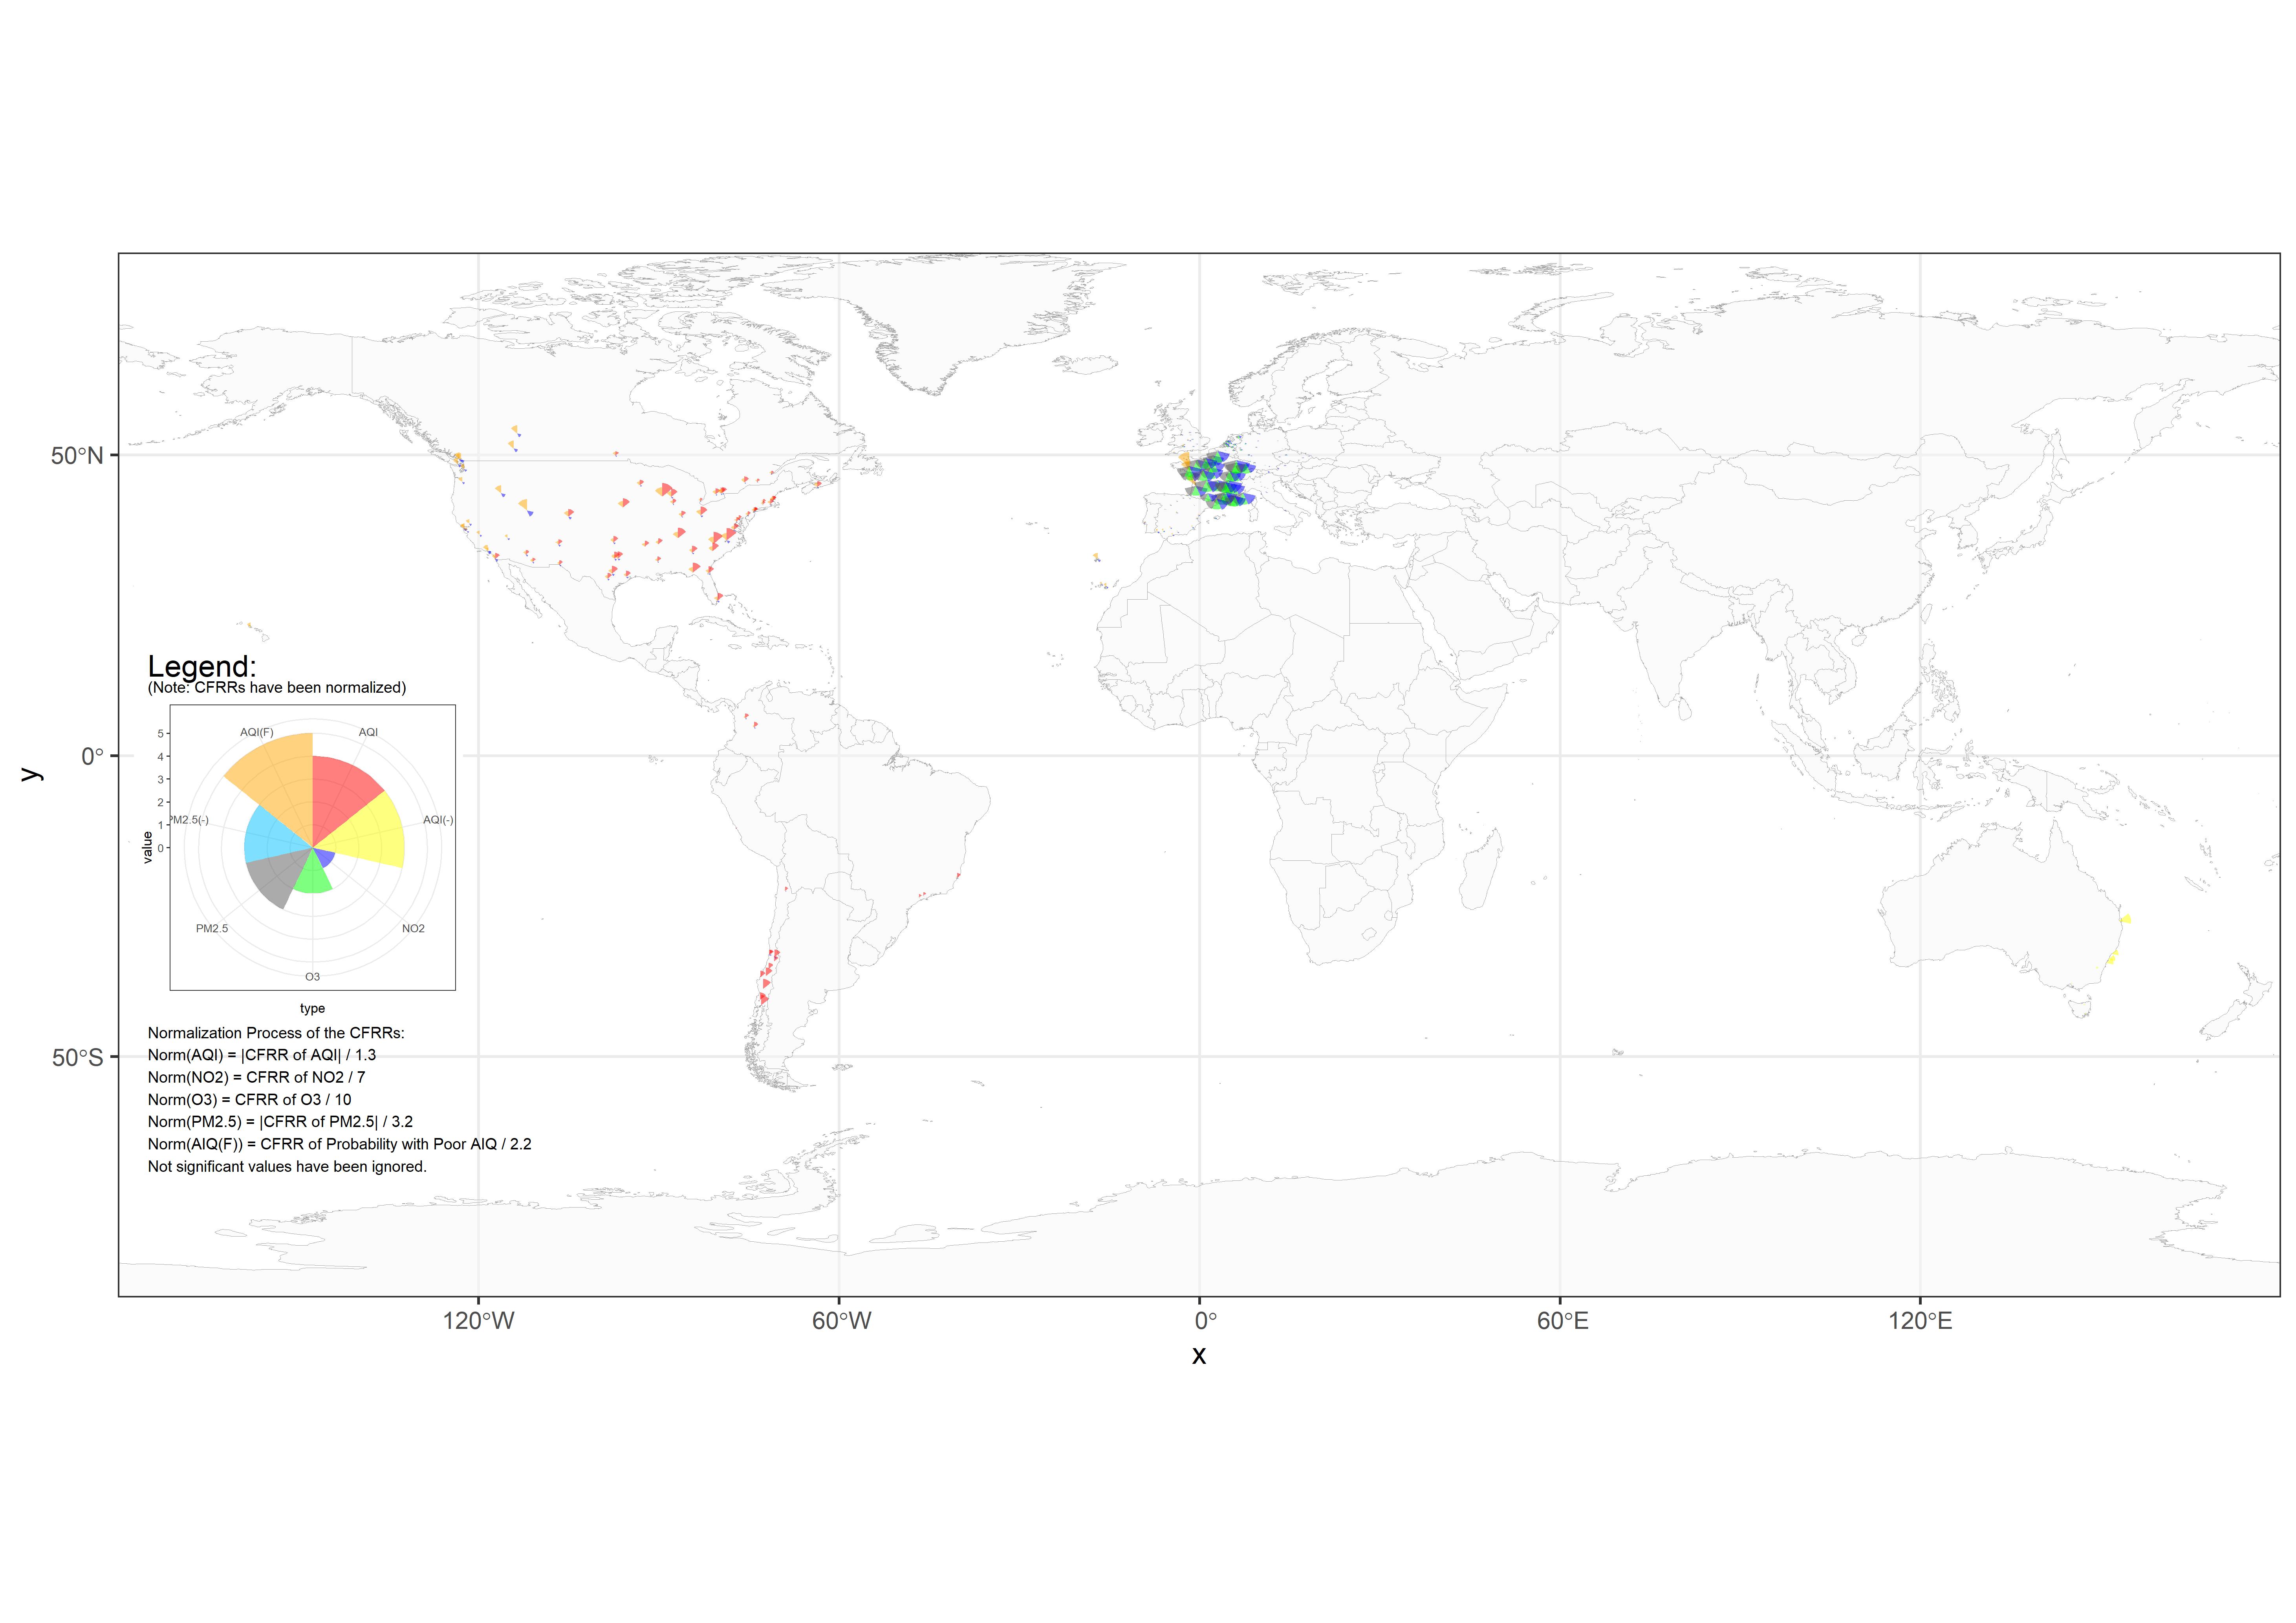 50°N
0°
50°S
y
Legend:
(Note: CFRRs have been normalized)
AQI(F)
AQI
5
4
3
2
1
0
PM2.5(-)
AQI(-)
value
PM2.5
NO2
O3
type
Normalization Process of the CFRRs:
Norm(AQI) = |CFRR of AQI| / 1.3
Norm(NO2) = CFRR of NO2 / 7
Norm(O3) = CFRR of O3 / 10
Norm(PM2.5) = |CFRR of PM2.5| / 3.2
Norm(AIQ(F)) = CFRR of Probability with Poor AIQ / 2.2
Not significant values have been ignored.
120°W
60°W
0°
60°E
120°E
x